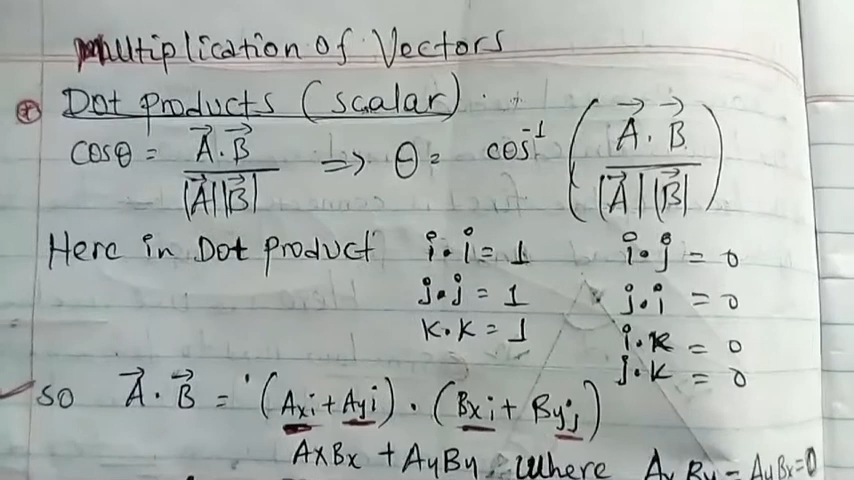 Multiplication of Vectors
Dot products (scalar).
cosθ = A⃗.B⃗ / |A⃗||B⃗| => θ = cos⁻¹ (A⃗.B⃗ / |A⃗||B⃗|)
Here in Dot product i.i = 1 i.j = 0
j.j = 1 j.i = 0
k.k = 1 i.k = 0
j.k = 0
so A⃗.B⃗ = (Axi + Ayi).(Bxi + Byj)
AxBx + AyBy. Where AxBy = AyBx = 0